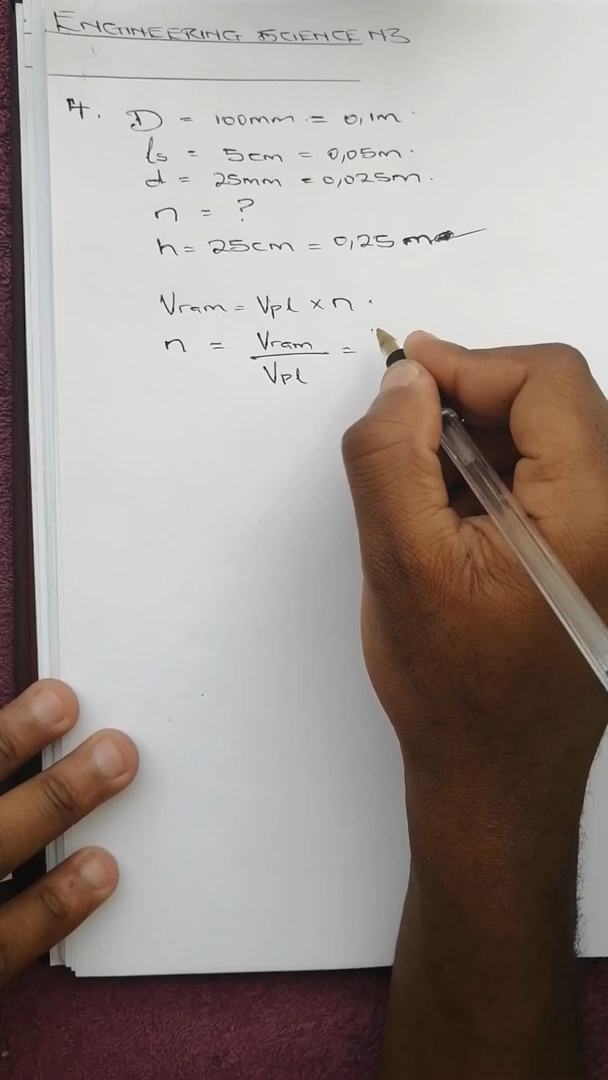 ENGINEERING SCIENCE N3
4. D = 100mm = 0,1m.
ls = 5cm = 0,05m.
d = 25mm = 0,025m.
n = ?
h = 25cm = 0,25 m
Vram = Vpl × n.
n = Vram / Vpl =